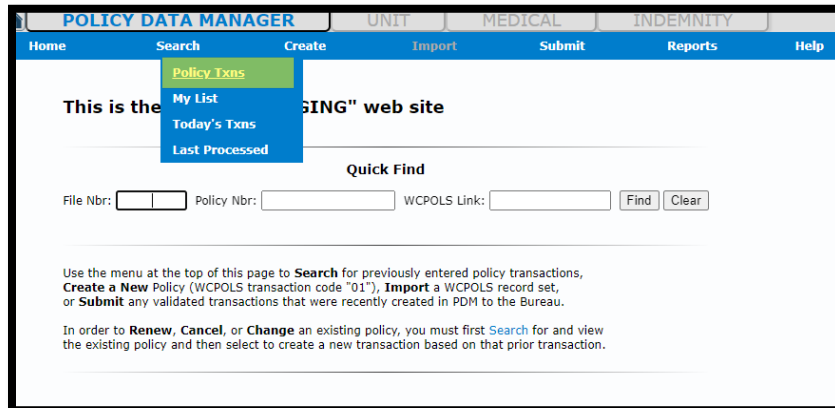 POLICY DATA MANAGER UNIT MEDICAL INDEMNITY
Home Search Create Import Submit Reports Help
Policy Txns
My List
Today's Txns
Last Processed
This is the GING" web site
Quick Find
File Nbr: Policy Nbr: WCPOLS Link: Find Clear
Use the menu at the top of this page to Search for previously entered policy transactions,
Create a New Policy (WCPOLS transaction code "01"), Import a WCPOLS record set,
or Submit any validated transactions that were recently created in PDM to the Bureau.
In order to Renew, Cancel, or Change an existing policy, you must first Search for and view
the existing policy and then select to create a new transaction based on that prior transaction.